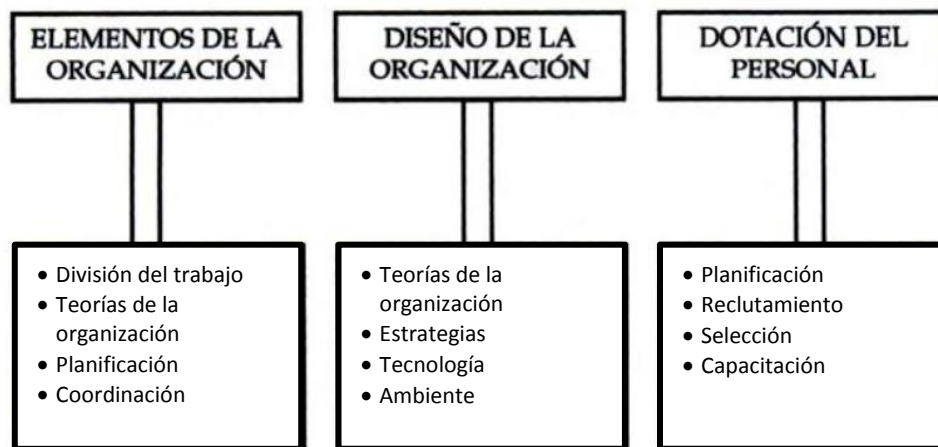 ELEMENTOS DE LA
ORGANIZACIÓN
• División del trabajo
• Teorías de la
organización
• Planificación
• Coordinación
DISEÑO DE LA
ORGANIZACIÓN
• Teorías de la
organización
• Estrategias
• Tecnología
• Ambiente
DOTACIÓN DEL
PERSONAL
• Planificación
• Reclutamiento
• Selección
• Capacitación